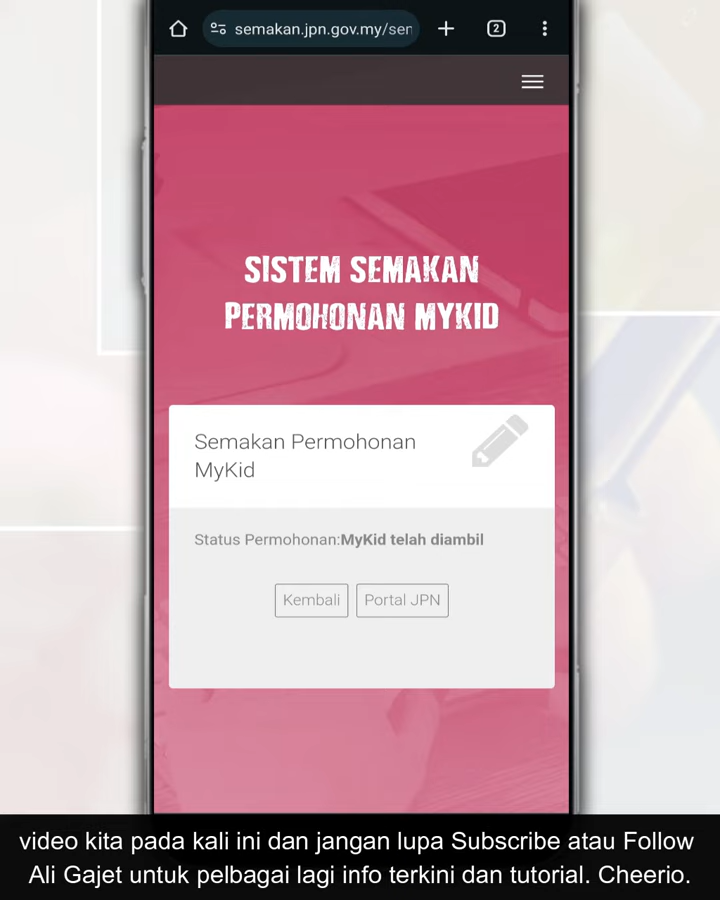 semakan.jpn.gov.my/sem
2
SISTEM SEMAKAN
PERMOHONAN MYKID
Semakan Permohonan
MyKid
Status Permohonan:MyKid telah diambil
Kembali
Portal JPN
video kita pada kali ini dan jangan lupa Subscribe atau Follow
Ali Gajet untuk pelbagai lagi info terkini dan tutorial. Cheerio.